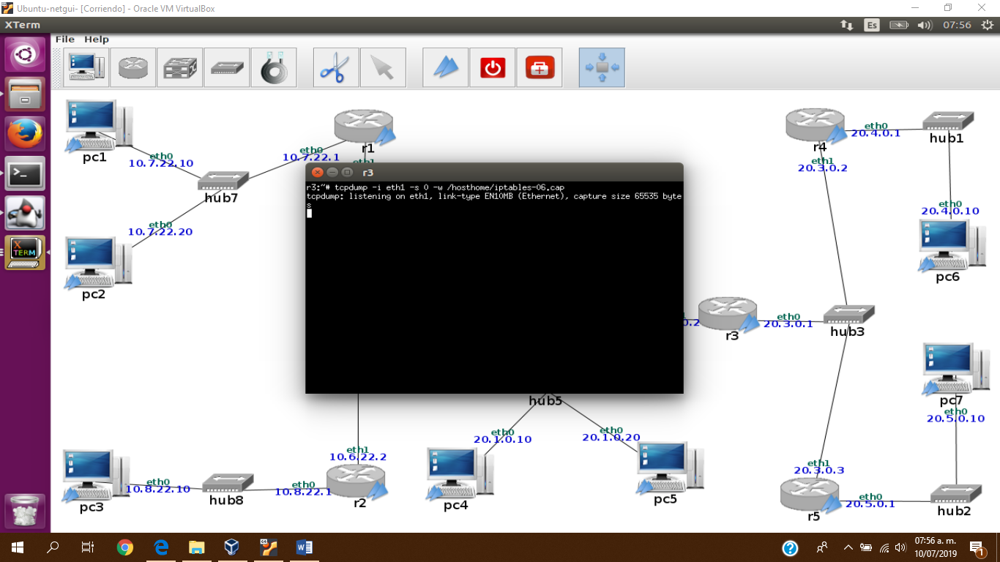 Ubuntu-netgui- [Corriendo] - Oracle VM VirtualBox
XTerm
Es
07:56
File Help
pc1
eth0
10.7.22.10
hub7
eth0
10.7.22.1
r1
eth0
10.7.22.20
pc2
r3
r3:~# tcpdump -i eth1 -s 0 -w /hosthome/iptables-06.cap
tcpdump: listening on eth1, link-type EN10MB (Ethernet), capture size 65535 byte
s
r4
eth0
20.4.0.1
hub1
eth1
20.3.0.2
eth0
20.4.0.10
pc6
r3
eth0
20.3.0.1
hub3
pc7
eth0
20.5.0.10
hub5
eth0
20.1.0.10
eth0
20.1.0.20
pc4
pc5
eth1
10.6.22.2
r2
eth0
10.8.22.1
hub8
eth0
10.8.22.10
pc3
eth1
20.3.0.3
r5
eth0
20.5.0.1
hub2
X
TERM
07:56 a. m.
10/07/2019
1